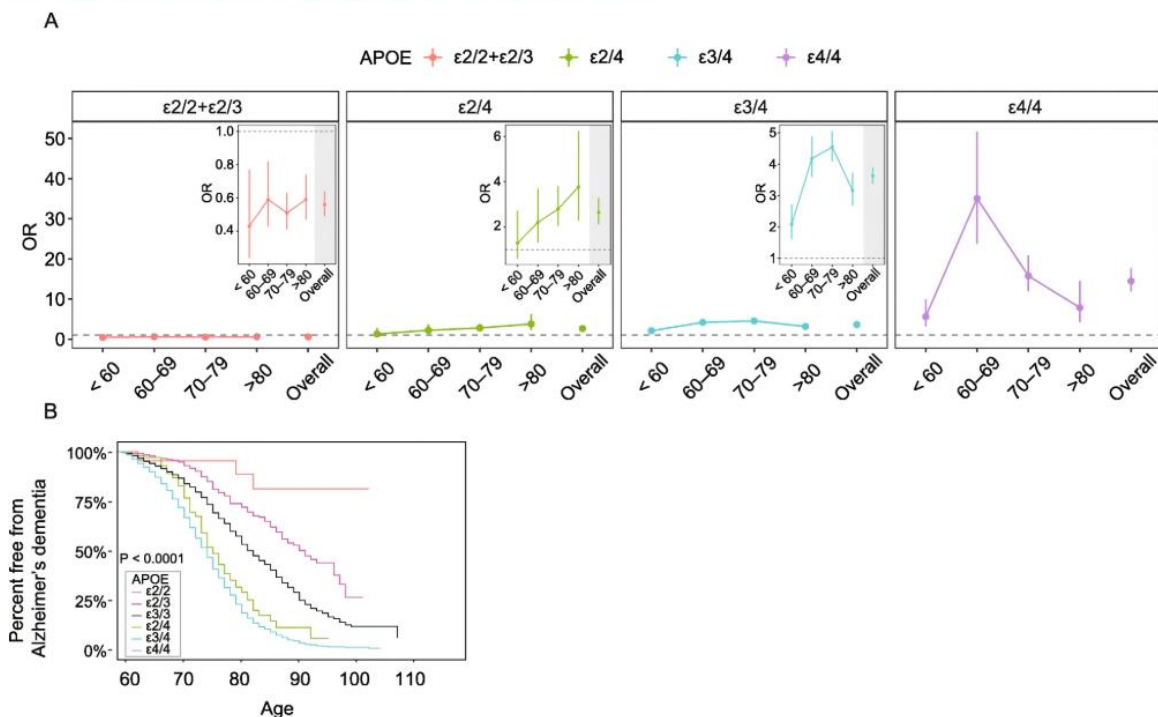 A
APOE ε2/2+ε2/3 ε2/4 ε3/4 ε4/4
ε2/2+ε2/3
ε2/4
ε3/4
ε4/4
OR
50
40
30
20
10
0
1.0
0.8
0.6
0.4
OR
< 60
60–69
70–79
>80
Overall
6
4
2
OR
< 60
60–69
70–79
>80
Overall
5
4
3
2
1
OR
< 60
60–69
70–79
>80
Overall
< 60
60–69
70–79
>80
Overall
< 60
60–69
70–79
>80
Overall
< 60
60–69
70–79
>80
Overall
< 60
60–69
70–79
>80
Overall
B
Percent free from
Alzheimer's dementia
100%
75%
50%
25%
0%
P < 0.0001
APOE
ε2/2
ε2/3
ε3/3
ε2/4
ε3/4
ε4/4
60 70 80 90 100 110
Age